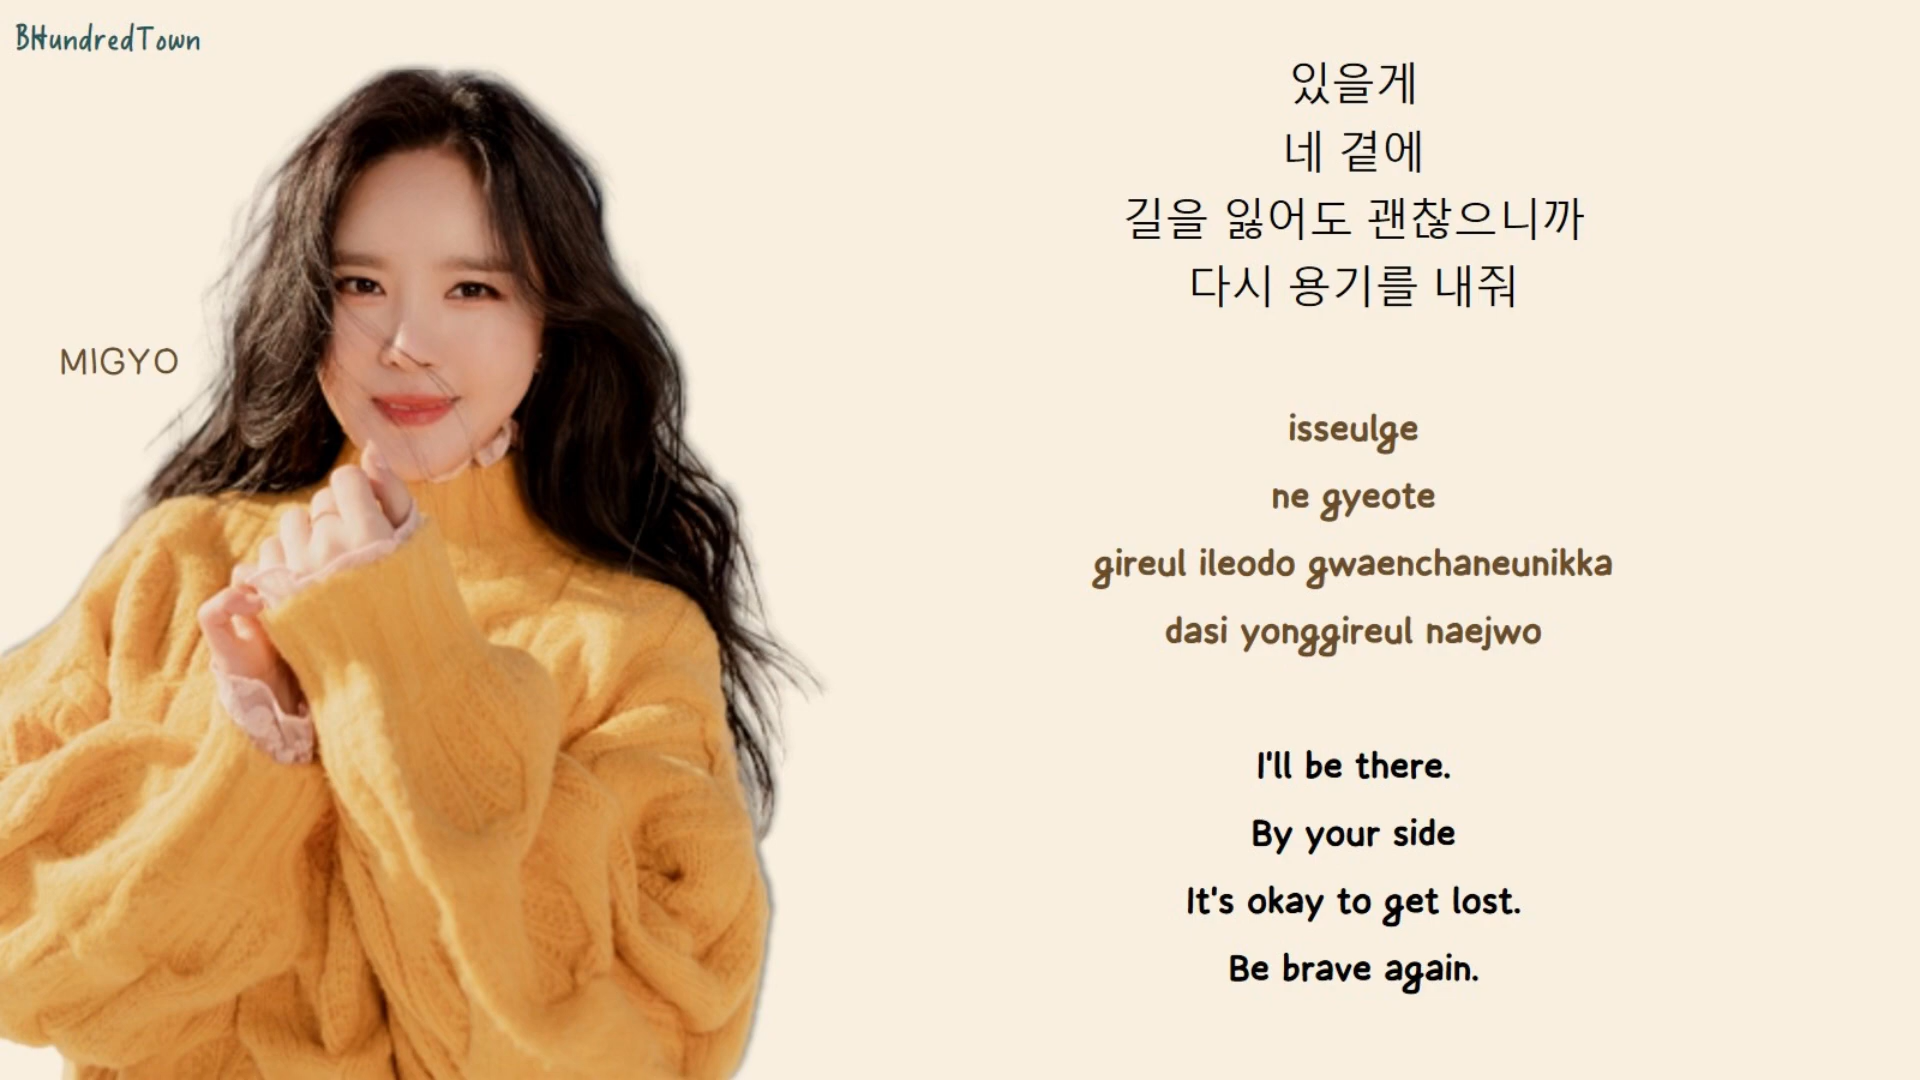 BHundredTown
MIGYO
있을게
네 곁에
길을 잃어도 괜찮으니까
다시 용기를 내줘
isseulge
ne gyeote
gireul ileodo gwaenchaneunikka
dasi yonggireul naejwo
I'll be there.
By your side
It's okay to get lost.
Be brave again.